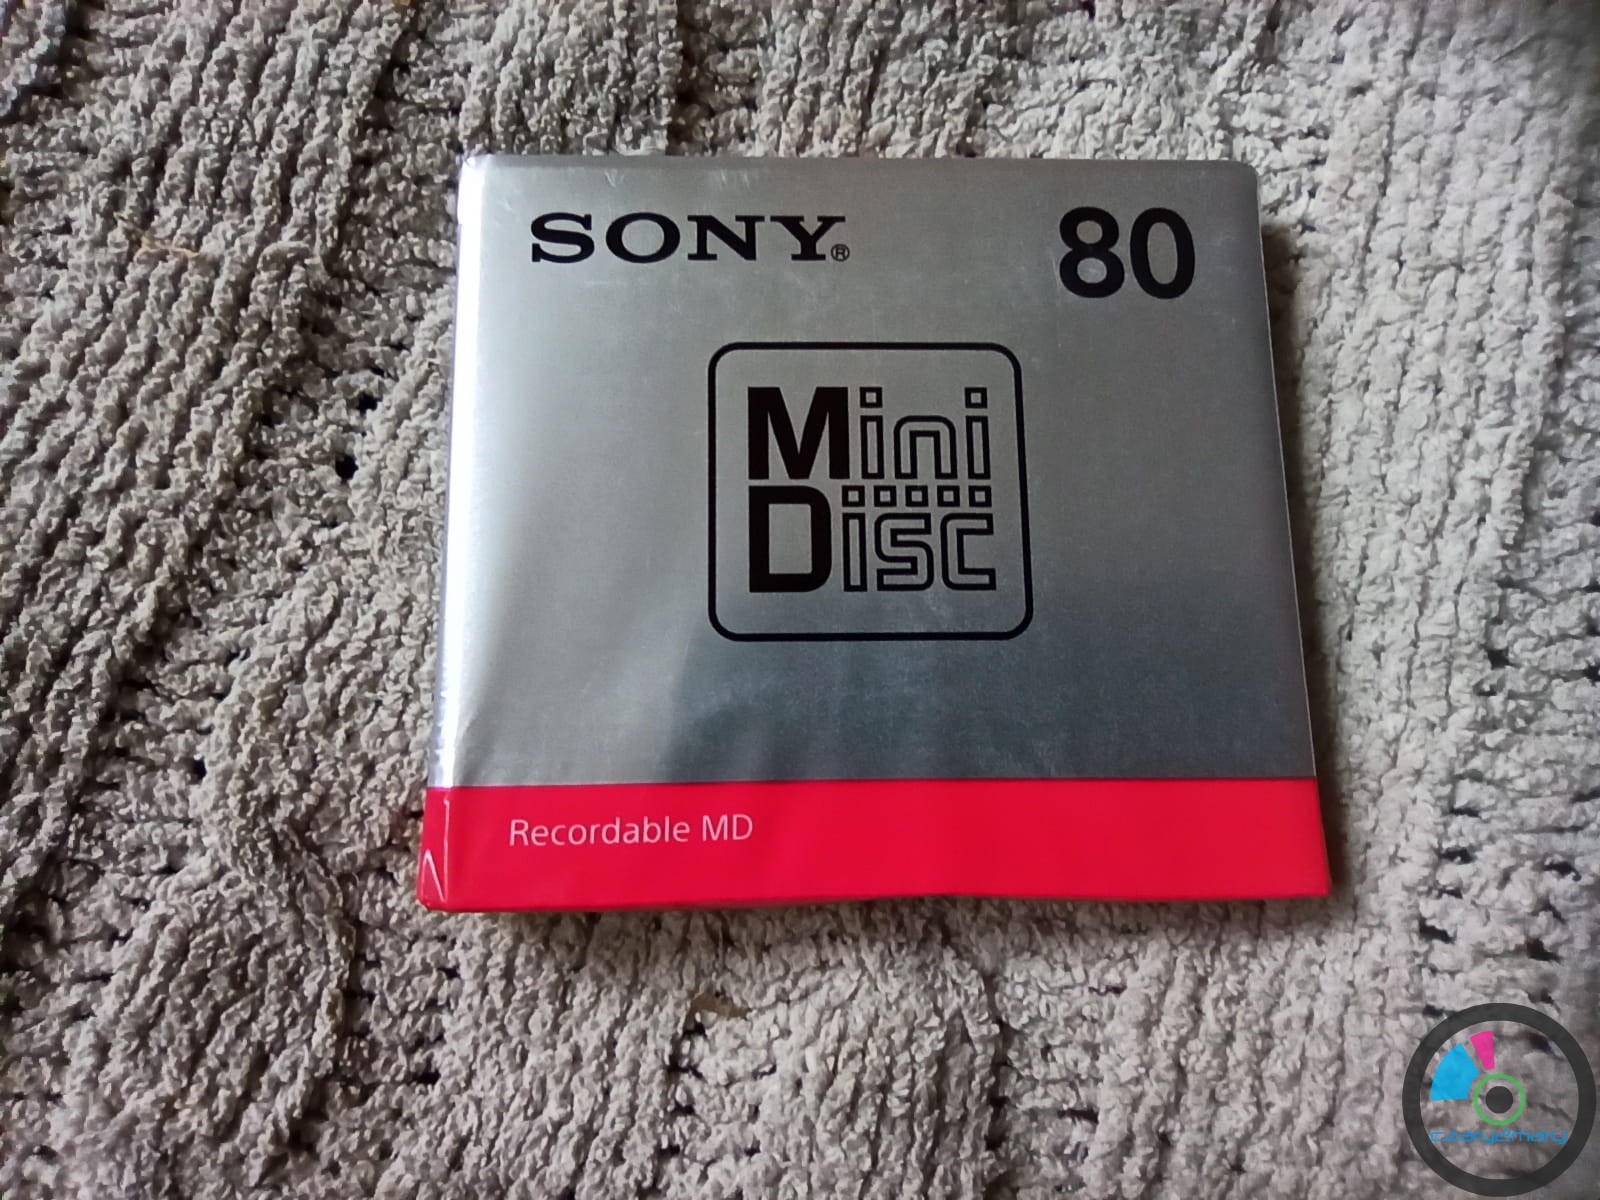 SONY® 80
Mini
Disc
Recordable MD